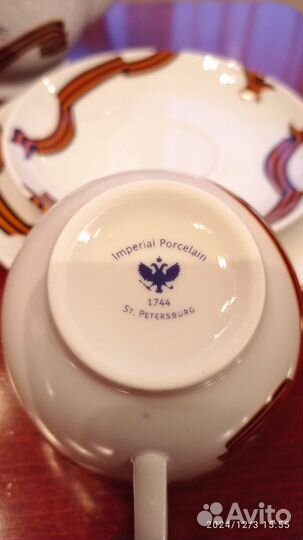 Imperial Porcelain
1744
ST. PETERSBURG
Avito
2024/12/3 15:55